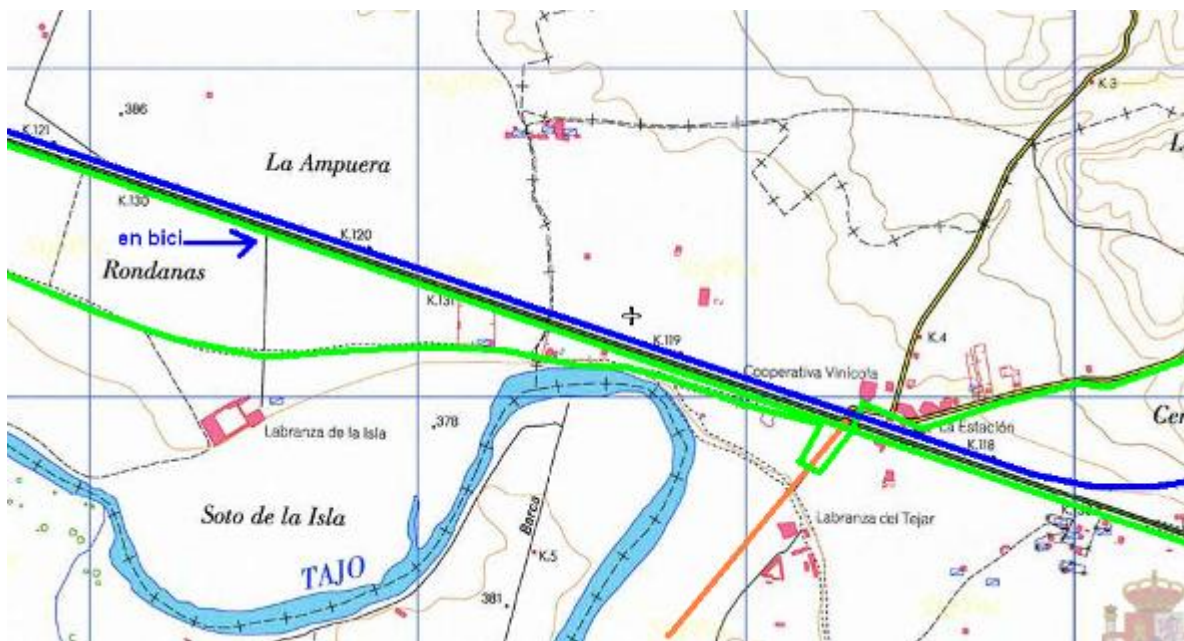 K.3
.386
K.121
La Ampuera
K.130
en bici
K.120
Rondanas
K.131
K.119
K.4
Cooperativa Vinícola
La Estación
Cer
.378
Labranza de la Isla
K.118
Soto de la Isla
Barca
Labranza del Tejar
K.5
TAJO
381.